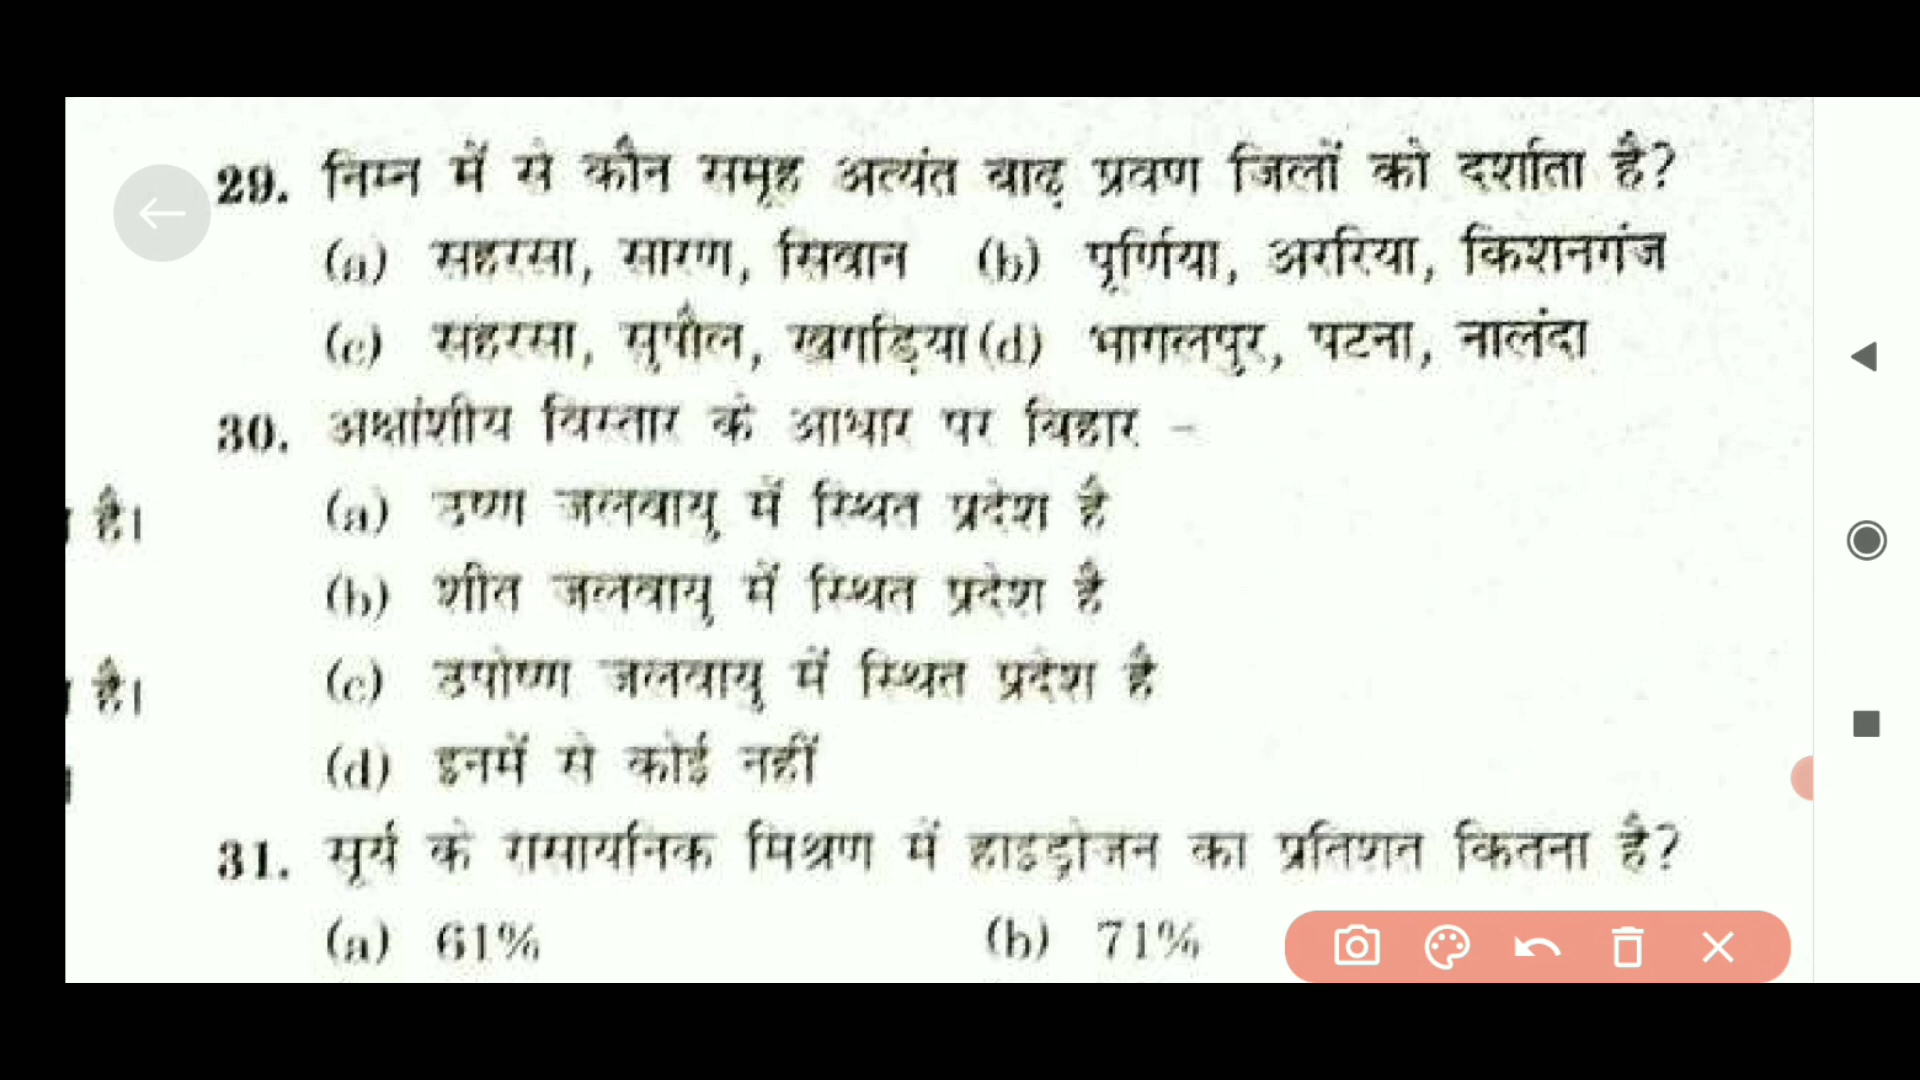 29. निम्न में से कौन समूह अत्यंत बाढ़ प्रवण जिलों को दर्शाता है?
(a) सहरसा, सारण, सिवान (b) पूर्णिया, अररिया, किशनगंज
(c) सहरसा, सुपौल, खगड़िया (d) भागलपुर, पटना, नालंदा
30. अक्षांशीय विस्तार के आधार पर बिहार -
(a) उष्ण जलवायु में स्थित प्रदेश है
है।
(b) शीत जलवायु में स्थित प्रदेश है
(c) उपोष्ण जलवायु में स्थित प्रदेश है
है।
(d) इनमें से कोई नहीं
31. सूर्य के रासायनिक मिश्रण में हाइड्रोजन का प्रतिशत कितना है?
(a) 61% (b) 71%